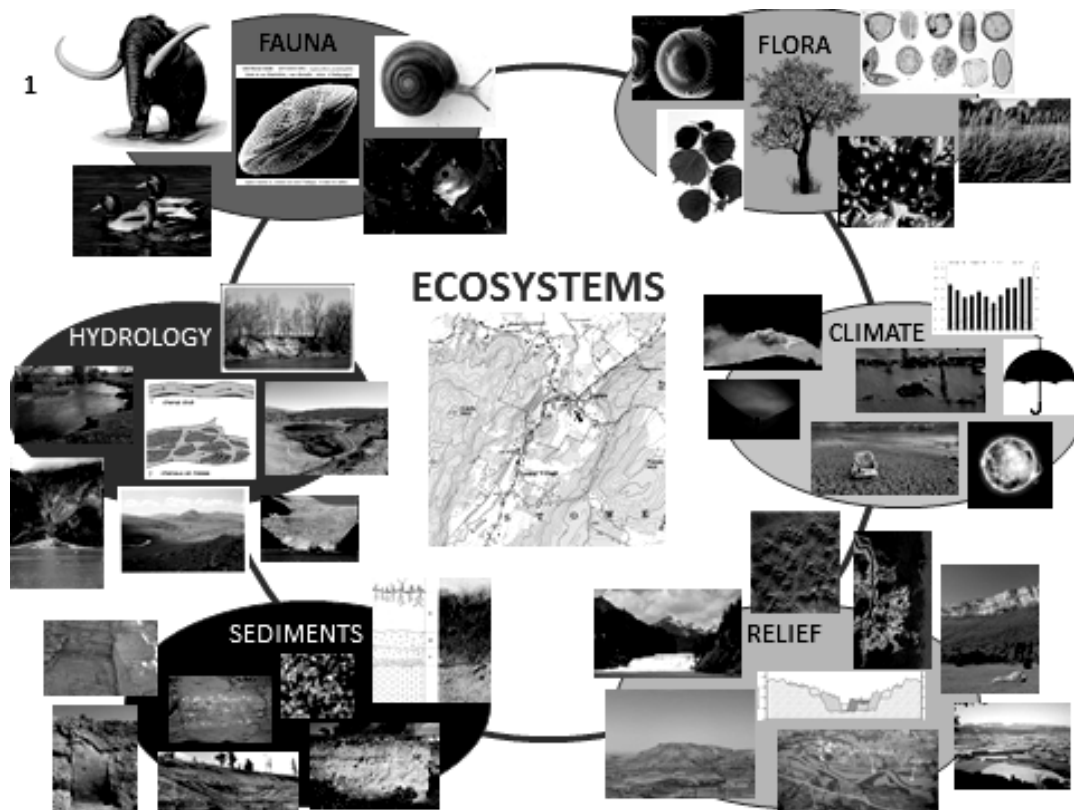 1
FAUNA
FLORA
ECOSYSTEMS
HYDROLOGY
CLIMATE
SEDIMENTS
RELIEF